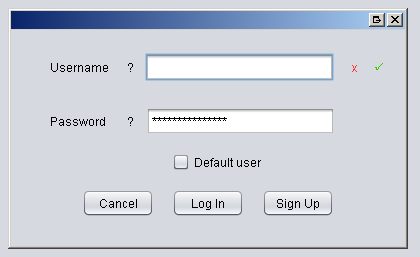 Username ? x ✓
Password ? ***************
Default user
Cancel Log In Sign Up